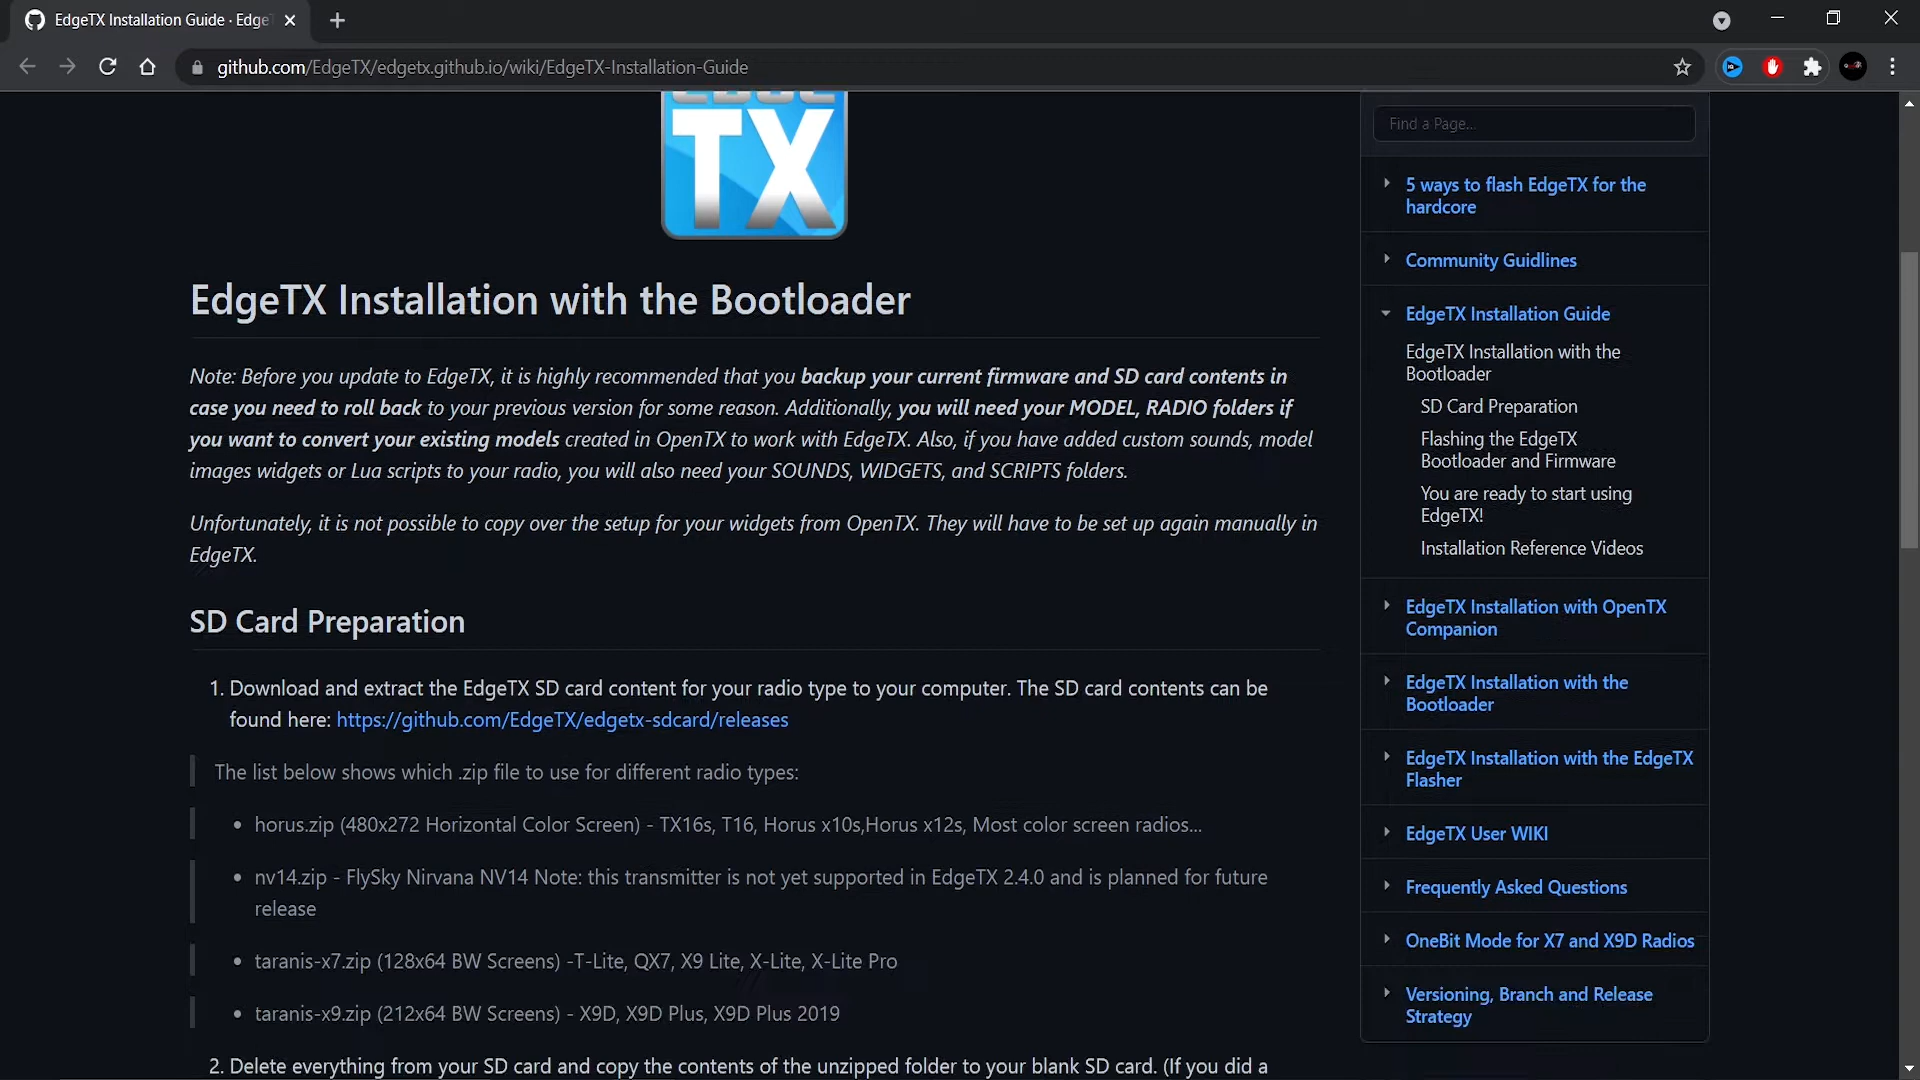 EdgeTX Installation Guide · Edge
github.com/EdgeTX/edgetx.github.io/wiki/EdgeTX-Installation-Guide
TX
EdgeTX Installation with the Bootloader
Note: Before you update to EdgeTX, it is highly recommended that you backup your current firmware and SD card contents in
case you need to roll back to your previous version for some reason. Additionally, you will need your MODEL, RADIO folders if
you want to convert your existing models created in OpenTX to work with EdgeTX. Also, if you have added custom sounds, model
images widgets or Lua scripts to your radio, you will also need your SOUNDS, WIDGETS, and SCRIPTS folders.
Unfortunately, it is not possible to copy over the setup for your widgets from OpenTX. They will have to be set up again manually in
EdgeTX.
SD Card Preparation
1. Download and extract the EdgeTX SD card content for your radio type to your computer. The SD card contents can be
found here: https://github.com/EdgeTX/edgetx-sdcard/releases
The list below shows which .zip file to use for different radio types:
• horus.zip (480x272 Horizontal Color Screen) - TX16s, T16, Horus x10s,Horus x12s, Most color screen radios...
• nv14.zip - FlySky Nirvana NV14 Note: this transmitter is not yet supported in EdgeTX 2.4.0 and is planned for future
release
• taranis-x7.zip (128x64 BW Screens) -T-Lite, QX7, X9 Lite, X-Lite, X-Lite Pro
• taranis-x9.zip (212x64 BW Screens) - X9D, X9D Plus, X9D Plus 2019
2. Delete everything from your SD card and copy the contents of the unzipped folder to your blank SD card. (If you did a
Find a Page...
5 ways to flash EdgeTX for the
hardcore
Community Guidlines
EdgeTX Installation Guide
EdgeTX Installation with the
Bootloader
SD Card Preparation
Flashing the EdgeTX
Bootloader and Firmware
You are ready to start using
EdgeTX!
Installation Reference Videos
EdgeTX Installation with OpenTX
Companion
EdgeTX Installation with the
Bootloader
EdgeTX Installation with the EdgeTX
Flasher
EdgeTX User WIKI
Frequently Asked Questions
OneBit Mode for X7 and X9D Radios
Versioning, Branch and Release
Strategy